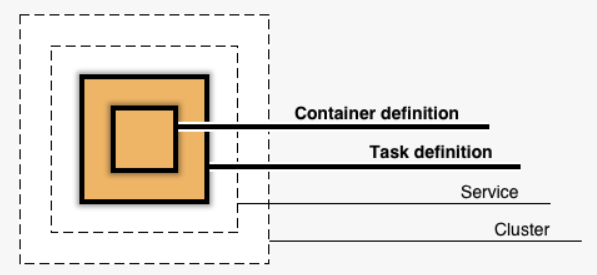 Container definition
Task definition
Service
Cluster